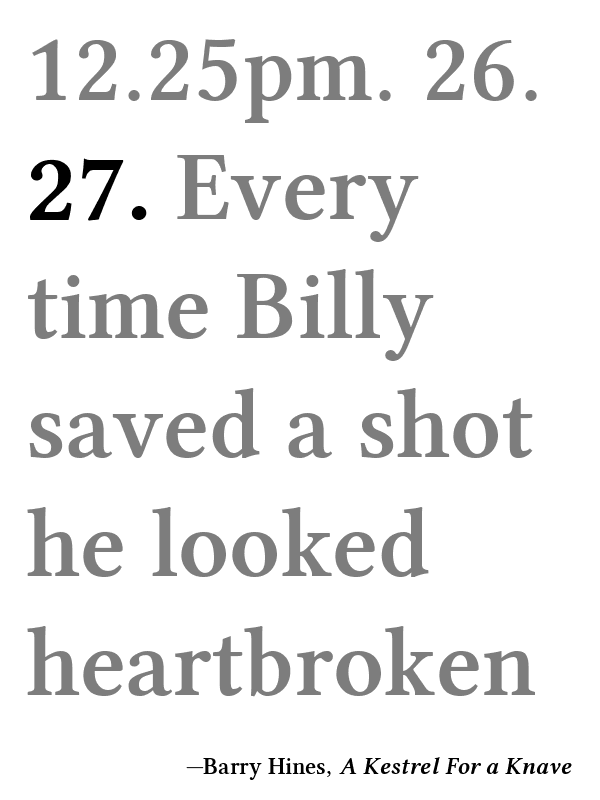 12.25pm. 26.
27. Every
time Billy
saved a shot
he looked
heartbroken
—Barry Hines, A Kestrel For a Knave